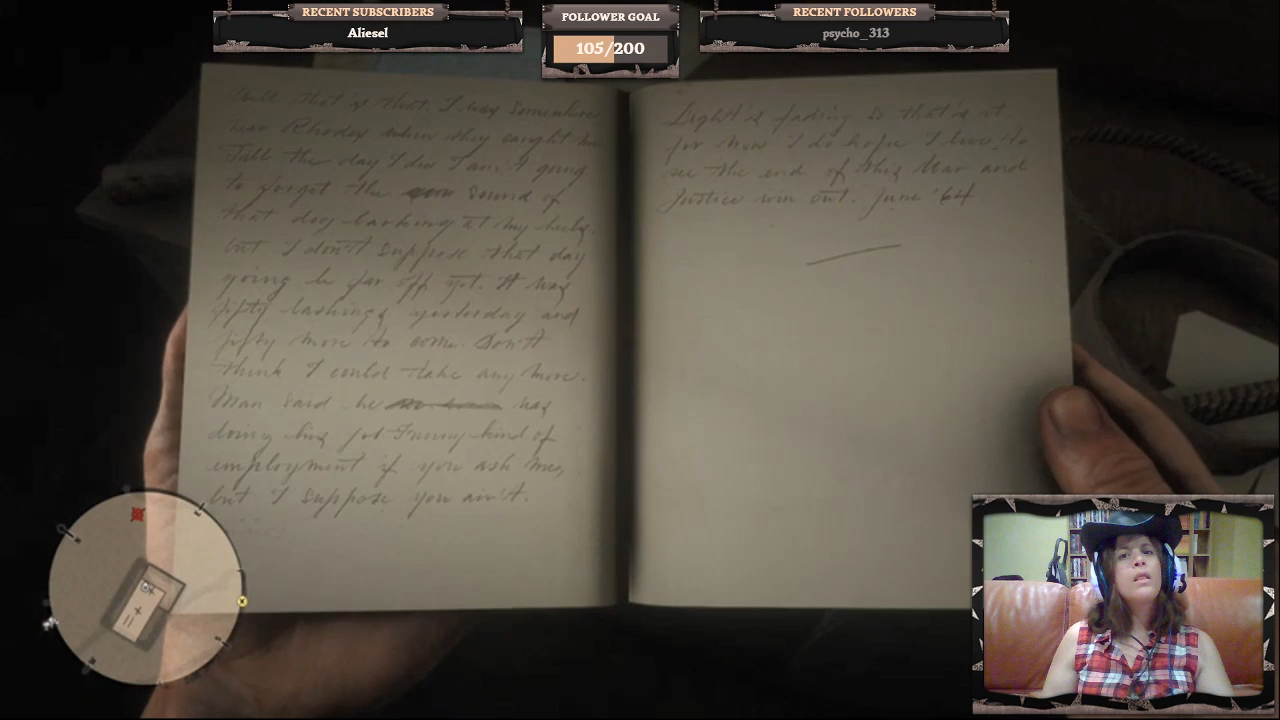 RECENT SUBSCRIBERS
Aliesel
FOLLOWER GOAL
105/200
RECENT FOLLOWERS
psycho_313
Well that is that. I was somewhere
near Rhodes when they caught me
Till the day I die I ain't going
to forget the sound of
that dog barking at my heels,
but I don't suppose that day
going be far off yet. It was
fifty lashings yesterday and
fifty more to come. Don't
think I could take any more.
Man said he was
doing his job Funny kind of
employment if you ask me,
but I suppose you ain't.
Light is fading so that's it
for now I do hope I live to
see the end of this War and
Justice win out. June '64